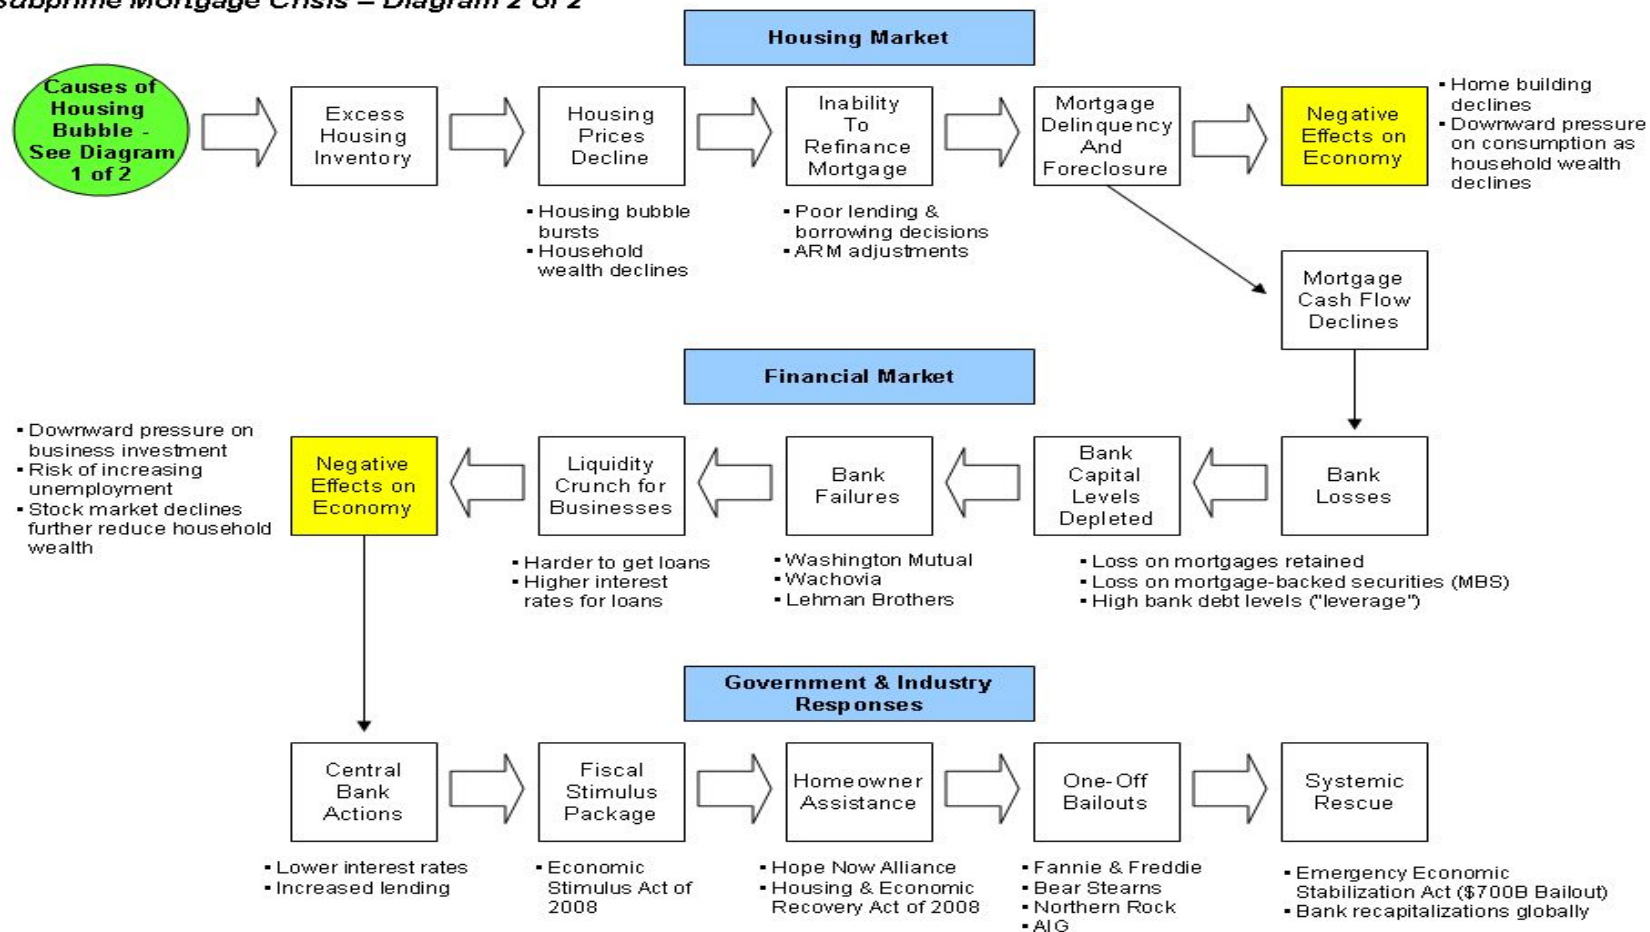 Subprime Mortgage Crisis – Diagram 2 of 2
Housing Market
Causes of
Housing
Bubble -
See Diagram
1 of 2
Excess
Housing
Inventory
Housing
Prices
Decline
▪ Housing bubble
bursts
▪ Household
wealth declines
Inability
To
Refinance
Mortgage
▪ Poor lending &
borrowing decisions
▪ ARM adjustments
Mortgage
Delinquency
And
Foreclosure
Negative
Effects on
Economy
▪ Home building
declines
▪ Downward pressure
on consumption as
household wealth
declines
Mortgage
Cash Flow
Declines
Financial Market
▪ Downward pressure on
business investment
▪ Risk of increasing
unemployment
▪ Stock market declines
further reduce household
wealth
Negative
Effects on
Economy
Liquidity
Crunch for
Businesses
▪ Harder to get loans
▪ Higher interest
rates for loans
Bank
Failures
▪ Washington Mutual
▪ Wachovia
▪ Lehman Brothers
Bank
Capital
Levels
Depleted
Bank
Losses
▪ Loss on mortgages retained
▪ Loss on mortgage-backed securities (MBS)
▪ High bank debt levels ("leverage")
Government & Industry
Responses
Central
Bank
Actions
▪ Lower interest rates
▪ Increased lending
Fiscal
Stimulus
Package
▪ Economic
Stimulus Act of
2008
Homeowner
Assistance
▪ Hope Now Alliance
▪ Housing & Economic
Recovery Act of 2008
One-Off
Bailouts
▪ Fannie & Freddie
▪ Bear Stearns
▪ Northern Rock
▪ AIG
Systemic
Rescue
▪ Emergency Economic
Stabilization Act ($700B Bailout)
▪ Bank recapitalizations globally